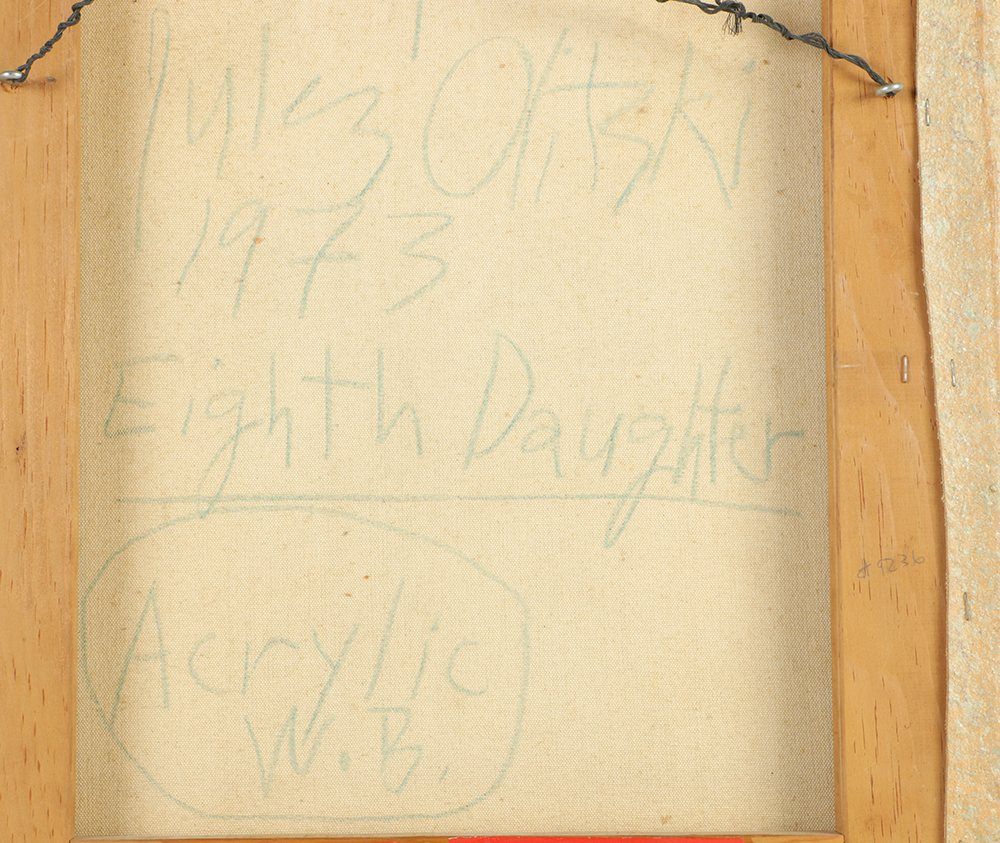 Jules Olitski
1973
Eighth Daughter
Acrylic
W.B.